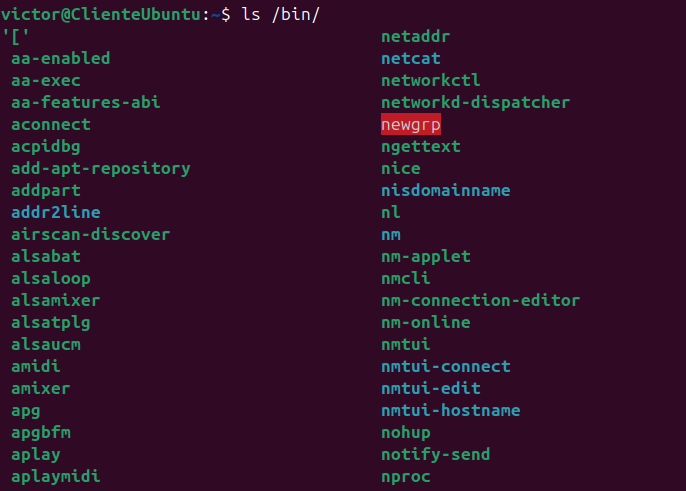 victor@ClienteUbuntu:~$ ls /bin/
'[' netaddr
aa-enabled netcat
aa-exec networkctl
aa-features-abi networkd-dispatcher
aconnect newgrp
acpidbg ngettext
add-apt-repository nice
addpart nisdomainname
addr2line nl
airscan-discover nm
alsabat nm-applet
alsaloop nmcli
alsamixer nm-connection-editor
alsatplg nm-online
alsaucm nmtui
amidi nmtui-connect
amixer nmtui-edit
apg nmtui-hostname
apgbfm nohup
aplay notify-send
aplaymidi nproc